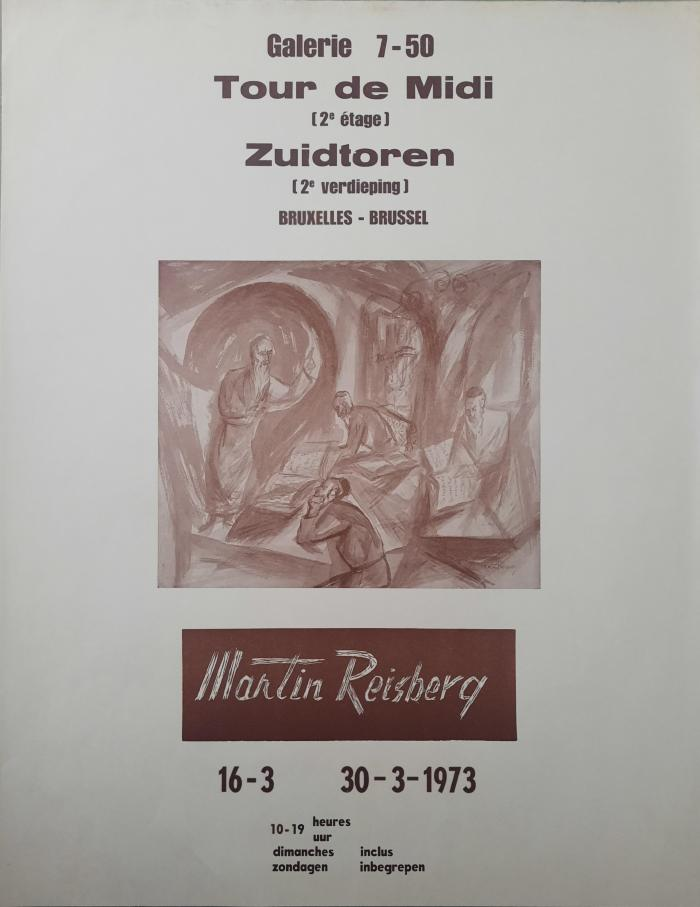 Galerie 7-50
Tour de Midi
(2e étage)
Zuidtoren
(2e verdieping)
BRUXELLES - BRUSSEL
Martin Reisberg
16-3 30-3-1973
10-19 heures
uur
dimanches inclus
zondagen inbegrepen